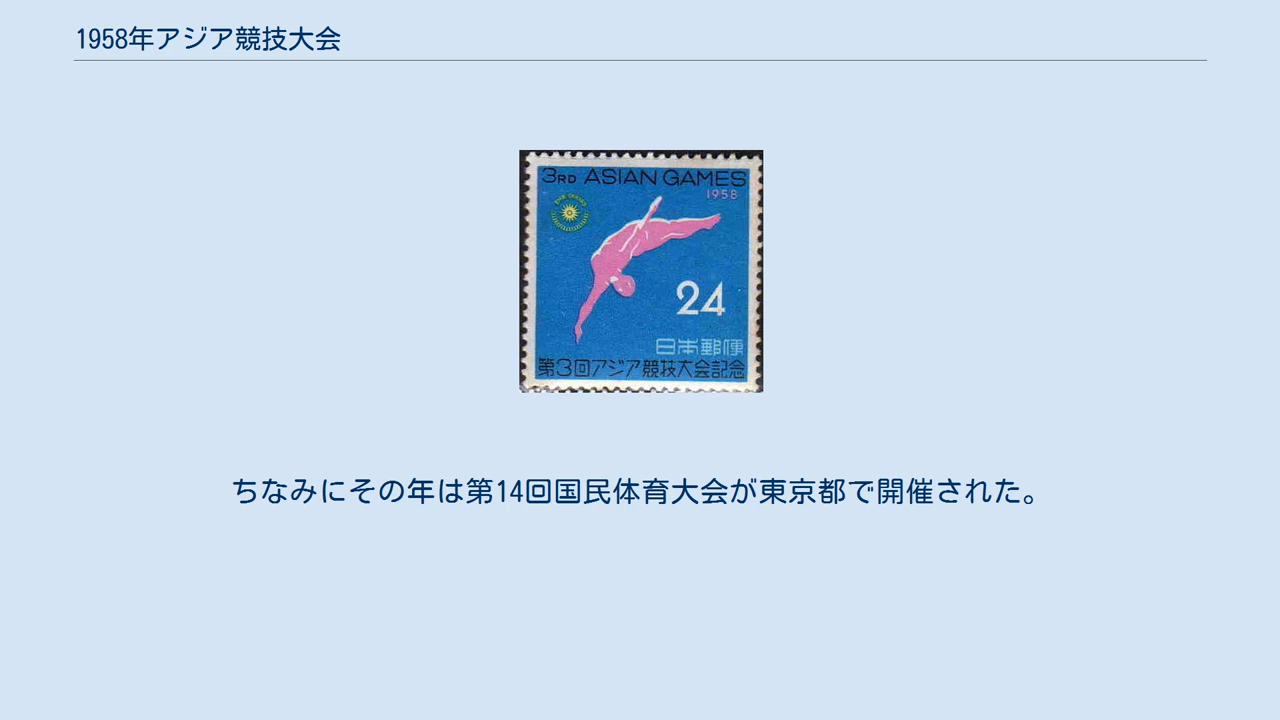 1958年アジア競技大会
3RD ASIAN GAMES
1958
24
日本郵便
第3回アジア競技大会記念
ちなみにその年は第14回国民体育大会が東京都で開催された。